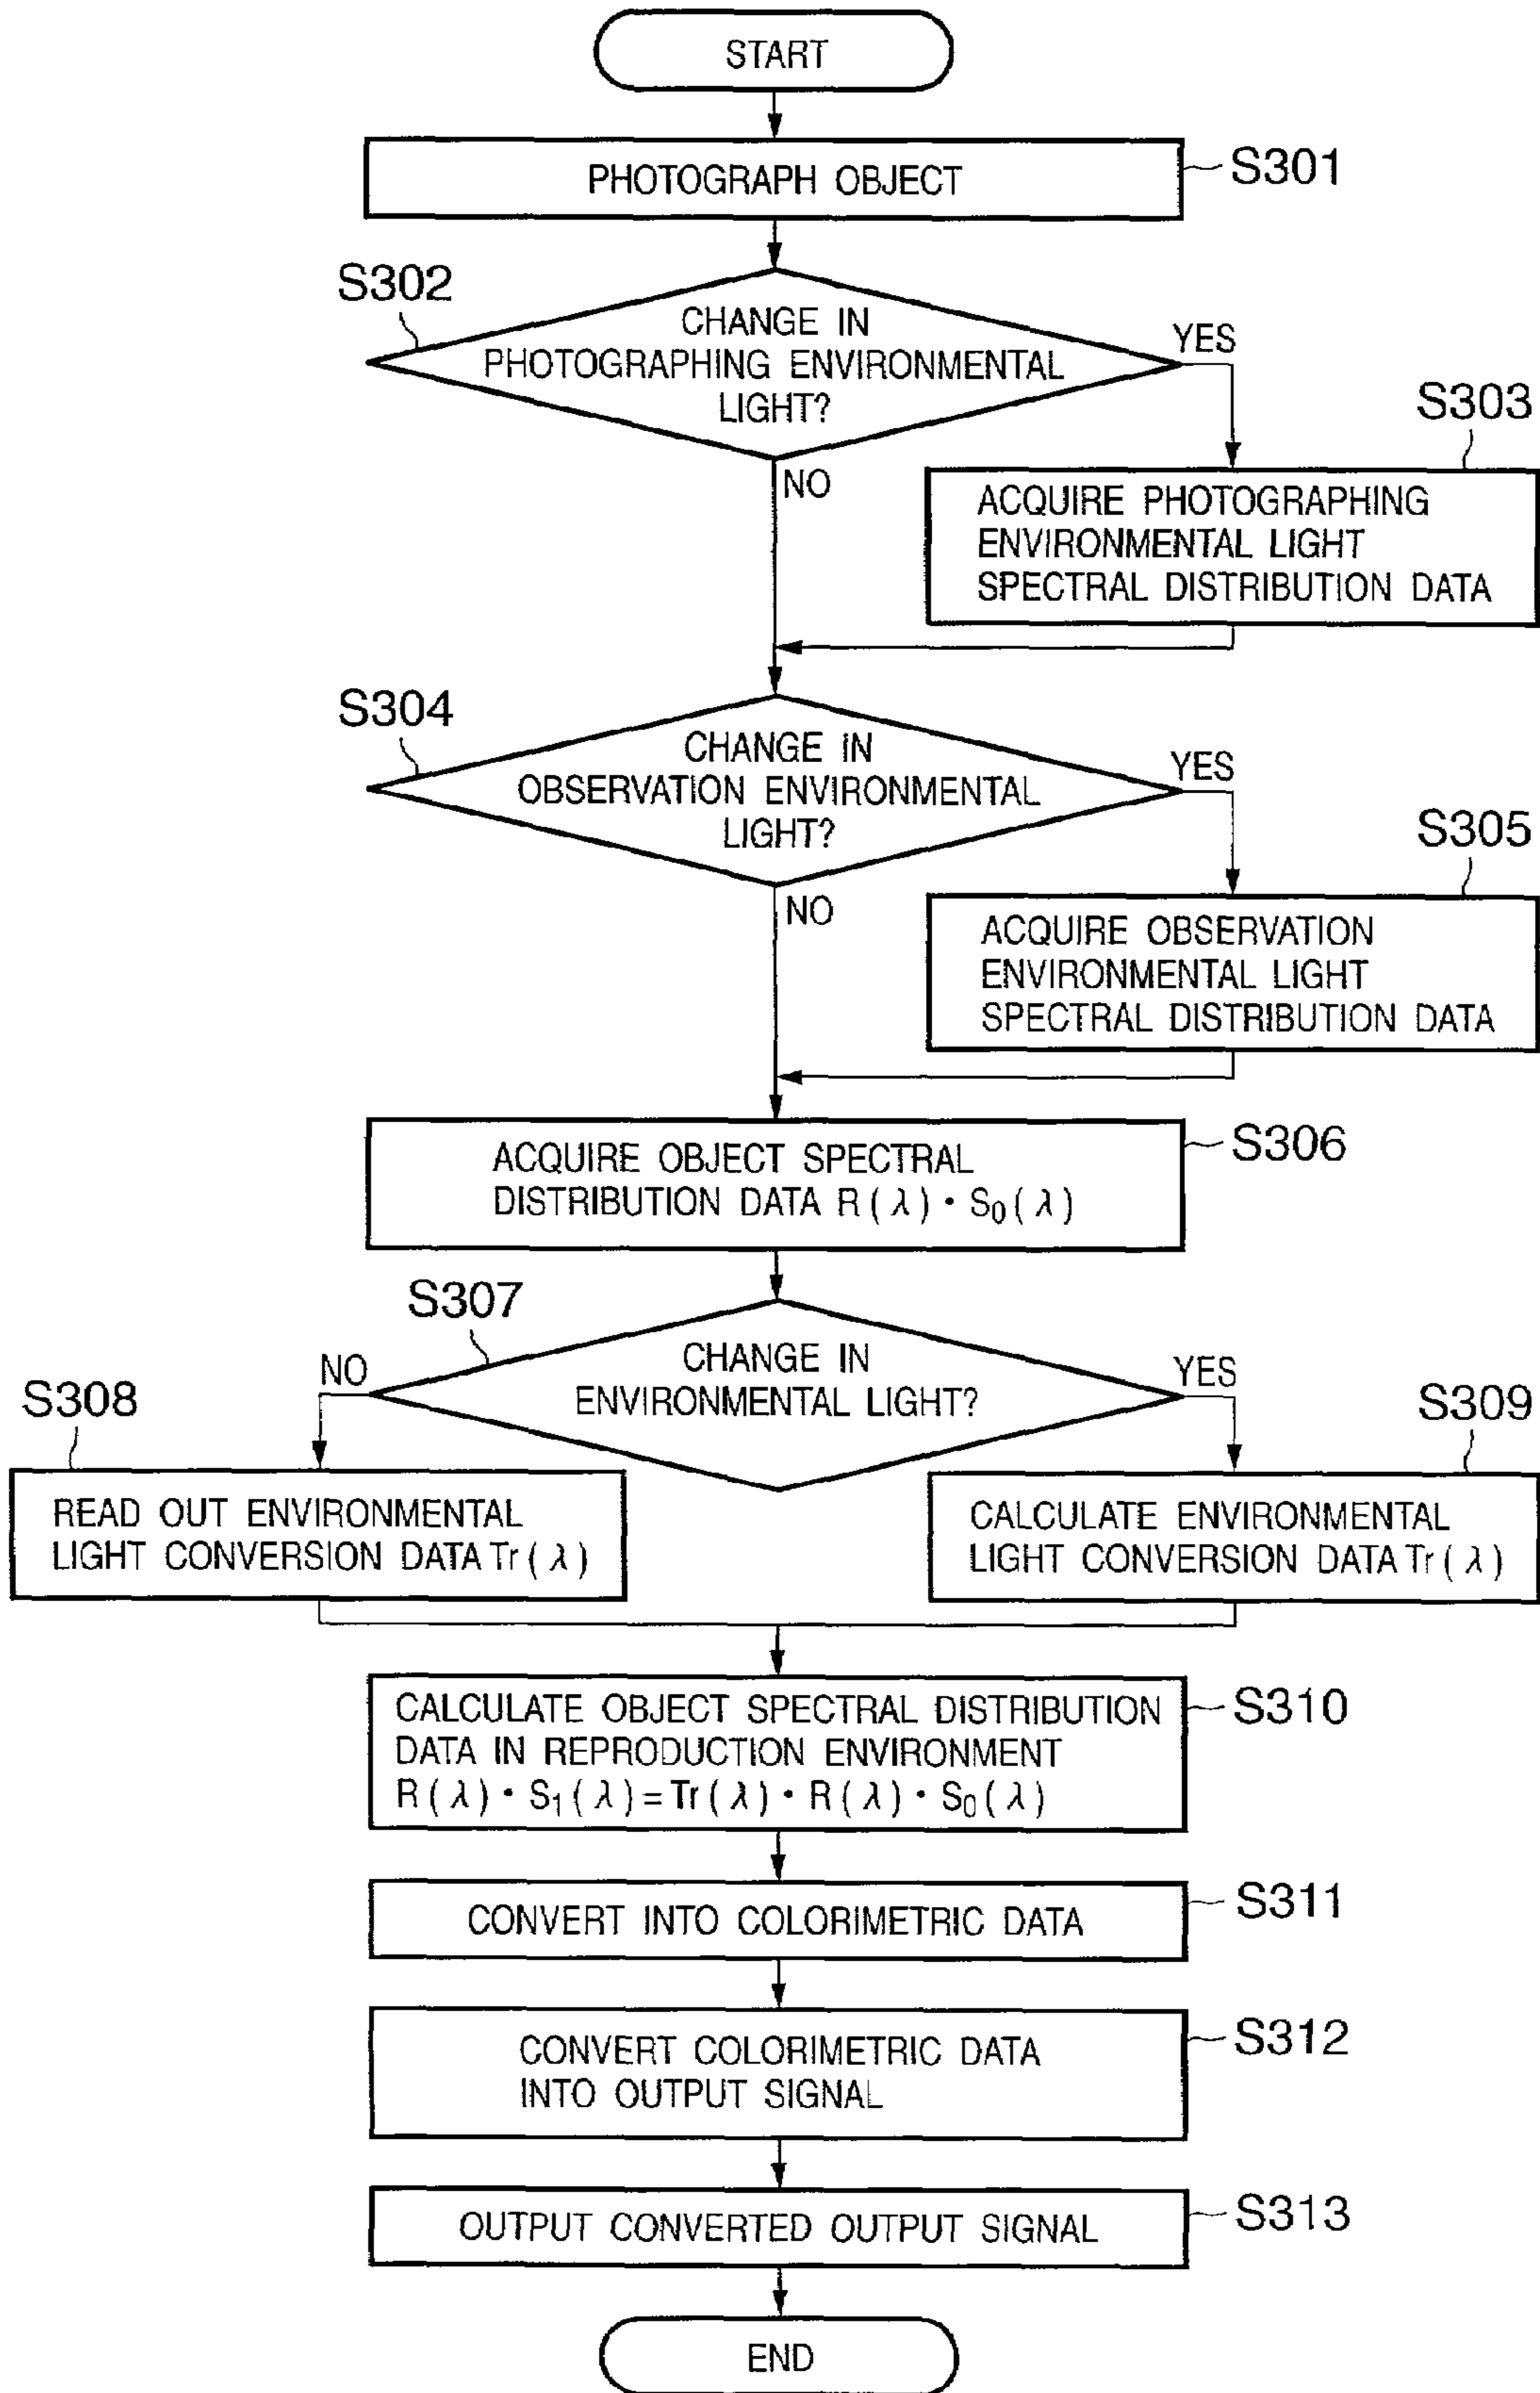 START
PHOTOGRAPH OBJECT
S301
S302
CHANGE IN
PHOTOGRAPHING ENVIRONMENTAL
LIGHT?
YES
NO
S303
ACQUIRE PHOTOGRAPHING
ENVIRONMENTAL LIGHT
SPECTRAL DISTRIBUTION DATA
S304
CHANGE IN
OBSERVATION ENVIRONMENTAL
LIGHT?
YES
NO
S305
ACQUIRE OBSERVATION
ENVIRONMENTAL LIGHT
SPECTRAL DISTRIBUTION DATA
S306
ACQUIRE OBJECT SPECTRAL
DISTRIBUTION DATA R(λ)・S₀(λ)
S307
CHANGE IN
ENVIRONMENTAL LIGHT?
NO
YES
S308
READ OUT ENVIRONMENTAL
LIGHT CONVERSION DATA Tr(λ)
S309
CALCULATE ENVIRONMENTAL
LIGHT CONVERSION DATA Tr(λ)
S310
CALCULATE OBJECT SPECTRAL DISTRIBUTION
DATA IN REPRODUCTION ENVIRONMENT
R(λ)・S₁(λ)=Tr(λ)・R(λ)・S₀(λ)
CONVERT INTO COLORIMETRIC DATA
S311
CONVERT COLORIMETRIC DATA
INTO OUTPUT SIGNAL
S312
OUTPUT CONVERTED OUTPUT SIGNAL
S313
END